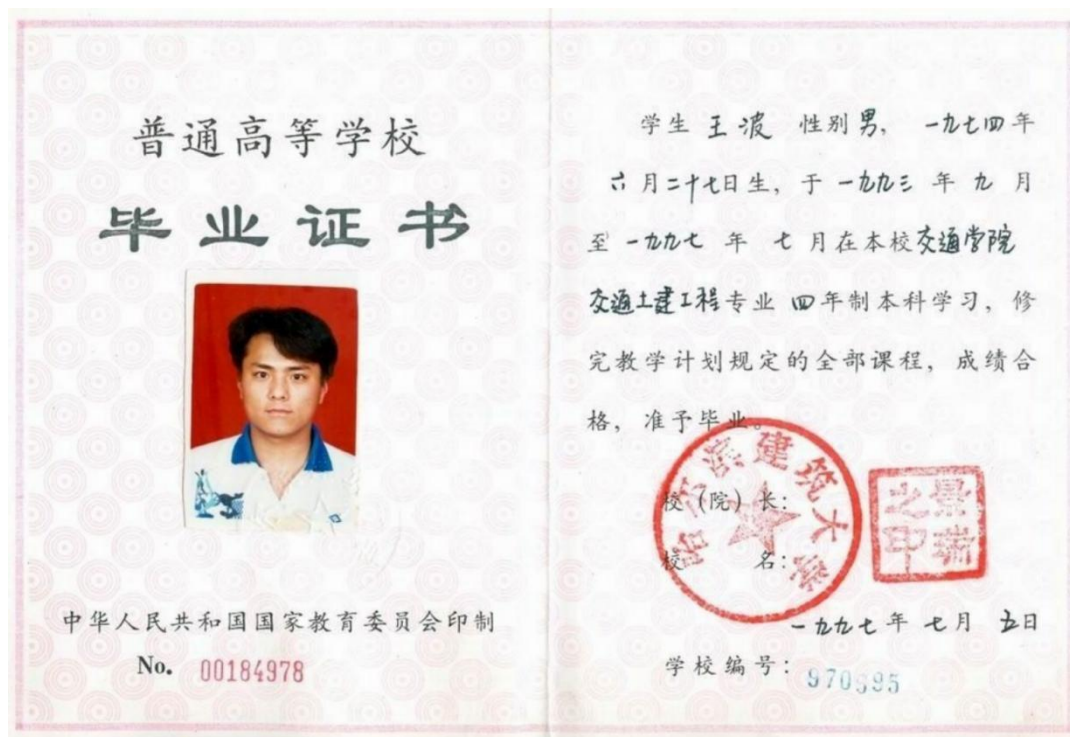 普通高等学校
毕业证书
中华人民共和国国家教育委员会印制
No. 00184978
学生 王波 性别男, 一九七四年
六月二十七日生, 于一九九三年九月
至一九九七年七月在本校交通学院
交通土建工程专业四年制本科学习, 修
完教学计划规定的全部课程, 成绩合
格, 准予毕业。
哈尔滨建筑大学
校(院)长:
校名:
之印
一九九七年七月五日
学校编号: